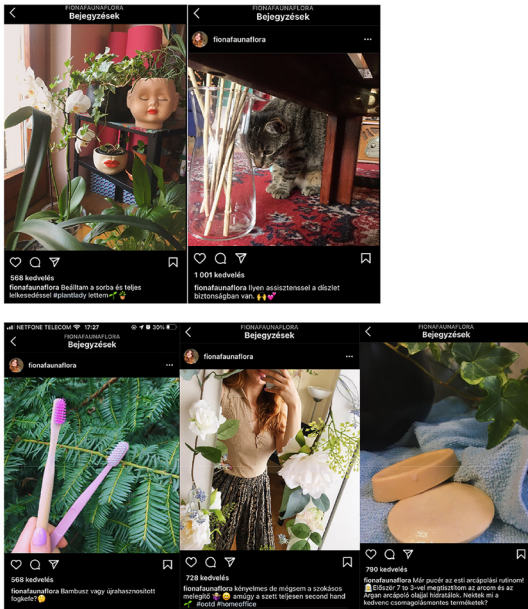 FIONAFAUNAFLORA
Bejegyzések
568 kedvelés
fionafaunaflora Beálltam a sorba és teljes
lelkesedéssel #plantlady lettem🌱🪴
FIONAFAUNAFLORA
Bejegyzések
fionafaunaflora
1 001 kedvelés
fionafaunaflora Ilyen asszisztenssel a díszlet
biztonságban van. 🙌💕
NETFONE TELECOM 17:27 30%
FIONAFAUNAFLORA
Bejegyzések
fionafaunaflora
568 kedvelés
fionafaunaflora Bambusz vagy újrahasznosított
fogkefe?🤔
FIONAFAUNAFLORA
Bejegyzések
fionafaunaflora
728 kedvelés
fionafaunaflora kényelmes de mégsem a szokásos
melegítő amúgy a szett teljesen second hand
🌱 #ootd #homeoffice
FIONAFAUNAFLORA
Bejegyzések
790 kedvelés
fionafaunaflora Már pucér az esti arcápolási rutinom!
Először 7 to 3-vel megtisztítom az arcom és az
Argan arcápoló olajjal hidratálok. Nektek mi a
kedvenc csomagolásmontes terméketek?